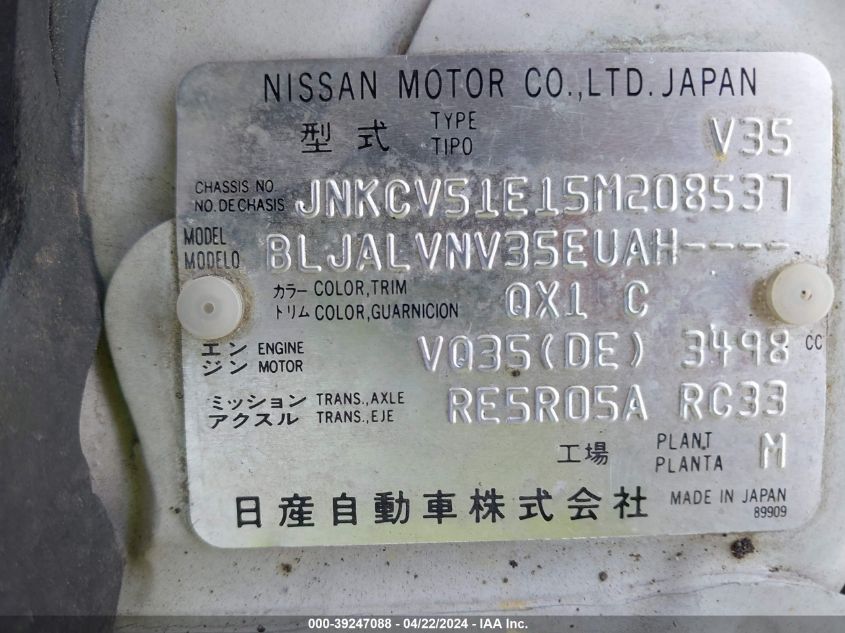 NISSAN MOTOR CO.,LTD. JAPAN
型式 TYPE TIPO V35
CHASSIS NO. NO. DE CHASIS JNKCV51E15M208537
MODEL MODELO BLJALVNV35EUAH----
カラー COLOR,TRIM QX1 C
トリム COLOR,GUARNICION
エンジン ENGINE MOTOR VQ35(DE) 3498 CC
ミッション TRANS.,AXLE RE5R05A RC33
アクスル TRANS.,EJE
工場 PLANT PLANTA M
日産自動車株式会社 MADE IN JAPAN
89909
000-39247088 - 04/22/2024 - IAA Inc.